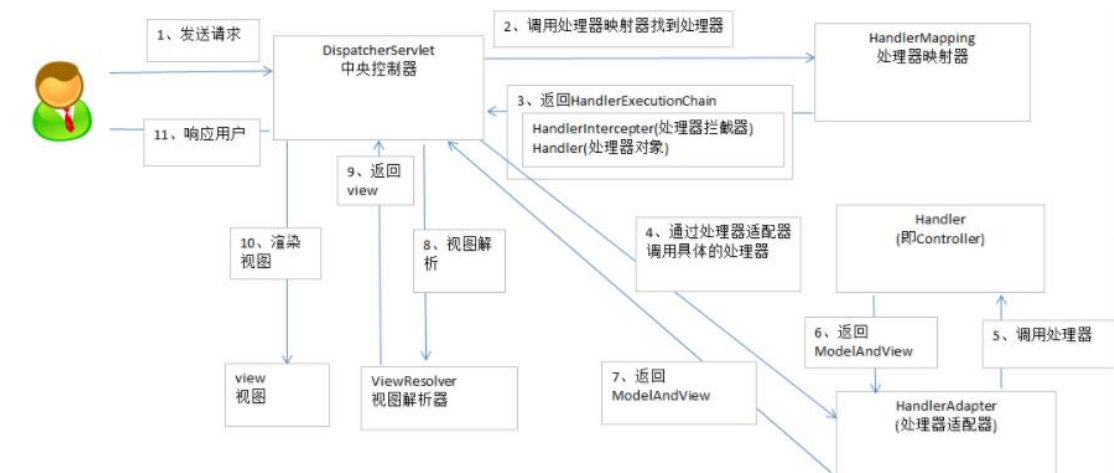 1、发送请求
DispatcherServlet
中央控制器
2、调用处理器映射器找到处理器
HandlerMapping
处理器映射器
3、返回HandlerExecutionChain
HandlerIntercepter(处理器拦截器)
Handler(处理器对象)
11、响应用户
9、返回
view
10、渲染
视图
8、视图解
析
4、通过处理器适配器
调用具体的处理器
Handler
(即Controller)
6、返回
ModelAndView
5、调用处理器
7、返回
ModelAndView
view
视图
ViewResolver
视图解析器
HandlerAdapter
(处理器适配器)